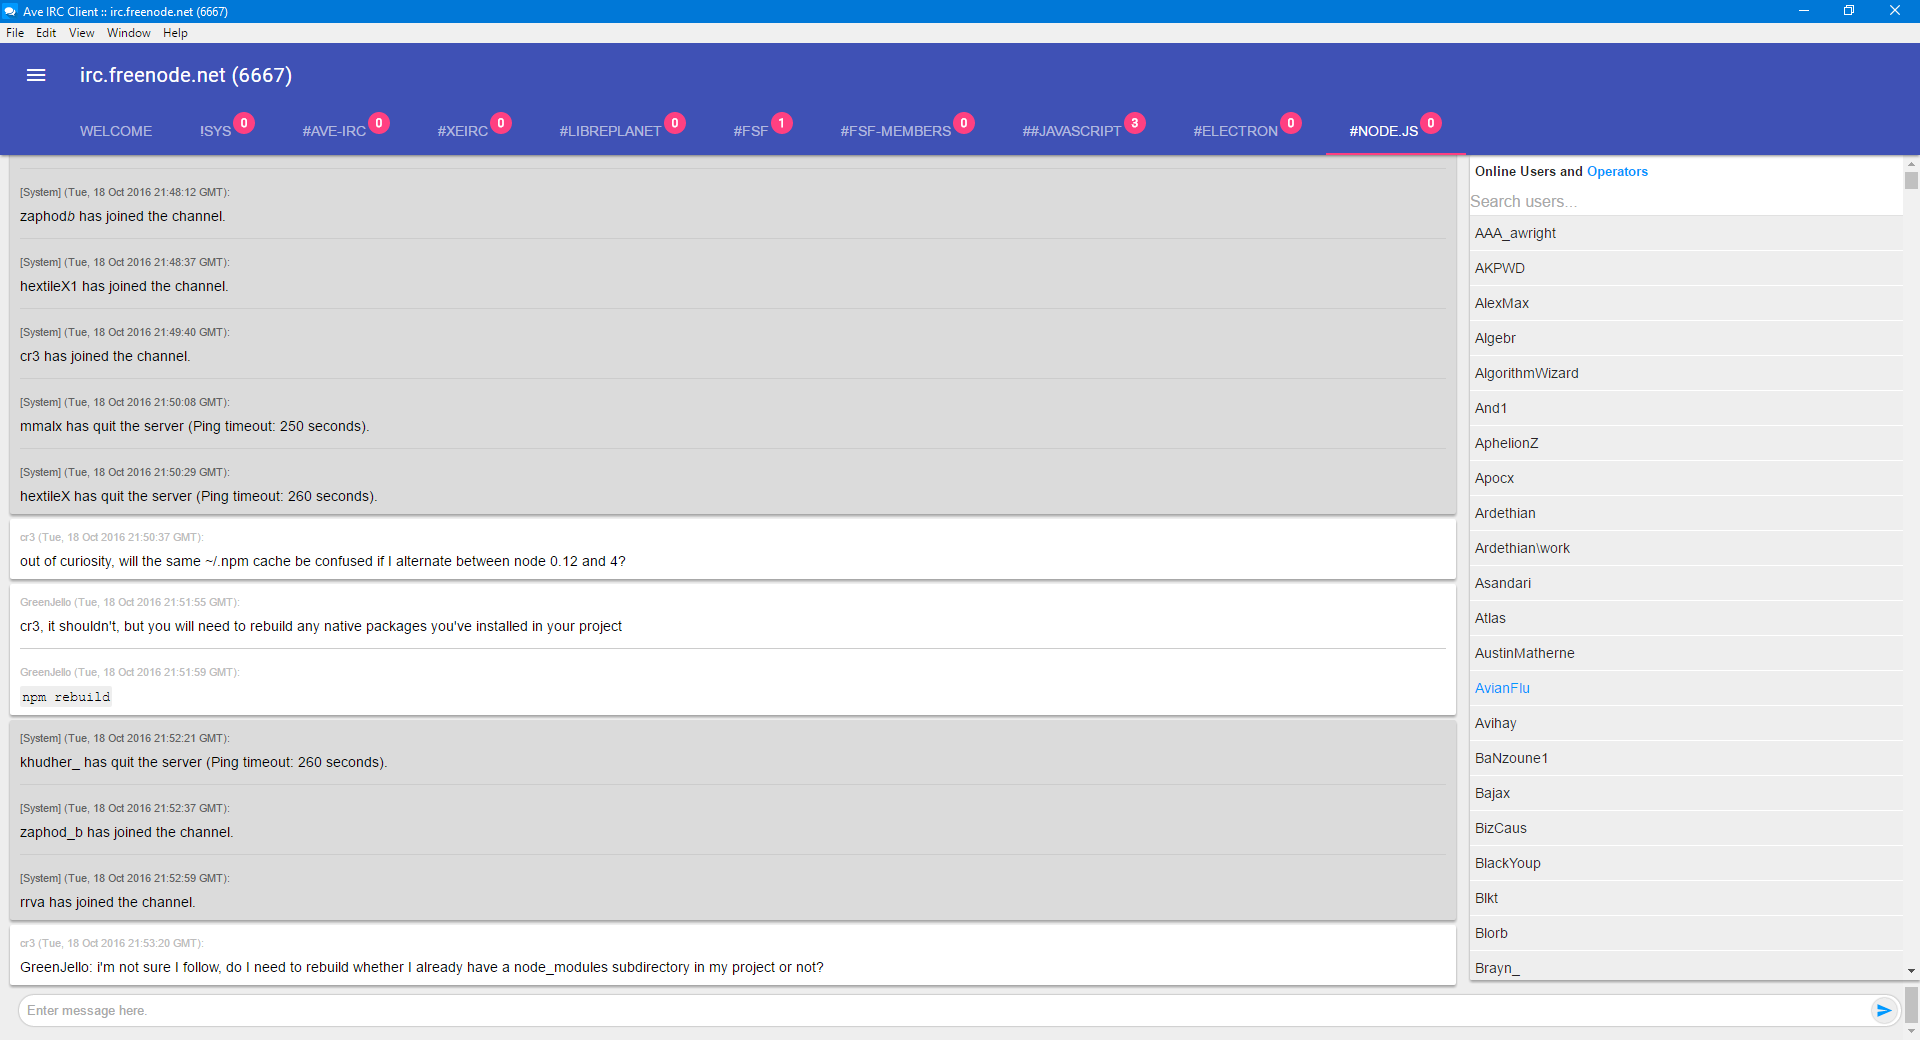 Ave IRC Client :: irc.freenode.net (6667)
File Edit View Window Help
irc.freenode.net (6667)
WELCOME !SYS 0 #AVE-IRC 0 #XEIRC 0 #LIBREPLANET 0 #FSF 1 #FSF-MEMBERS 0 ##JAVASCRIPT 3 #ELECTRON 0 #NODE.JS 0
[System] (Tue, 18 Oct 2016 21:48:12 GMT):
zaphodb has joined the channel.
[System] (Tue, 18 Oct 2016 21:48:37 GMT):
hextileX1 has joined the channel.
[System] (Tue, 18 Oct 2016 21:49:40 GMT):
cr3 has joined the channel.
[System] (Tue, 18 Oct 2016 21:50:08 GMT):
mmalx has quit the server (Ping timeout: 250 seconds).
[System] (Tue, 18 Oct 2016 21:50:29 GMT):
hextileX has quit the server (Ping timeout: 260 seconds).
cr3 (Tue, 18 Oct 2016 21:50:37 GMT):
out of curiosity, will the same ~/.npm cache be confused if I alternate between node 0.12 and 4?
GreenJello (Tue, 18 Oct 2016 21:51:55 GMT):
cr3, it shouldn't, but you will need to rebuild any native packages you've installed in your project
GreenJello (Tue, 18 Oct 2016 21:51:59 GMT):
npm rebuild
[System] (Tue, 18 Oct 2016 21:52:21 GMT):
khudher_ has quit the server (Ping timeout: 260 seconds).
[System] (Tue, 18 Oct 2016 21:52:37 GMT):
zaphod_b has joined the channel.
[System] (Tue, 18 Oct 2016 21:52:59 GMT):
rrva has joined the channel.
cr3 (Tue, 18 Oct 2016 21:53:20 GMT):
GreenJello: i'm not sure I follow, do I need to rebuild whether I already have a node_modules subdirectory in my project or not?
Enter message here.
Online Users and Operators
Search users...
AAA_awright
AKPWD
AlexMax
Algebr
AlgorithmWizard
And1
AphelionZ
Apocx
Ardethian
Ardethian\work
Asandari
Atlas
AustinMatherne
AvianFlu
Avihay
BaNzoune1
Bajax
BizCaus
BlackYoup
Blkt
Blorb
Brayn_